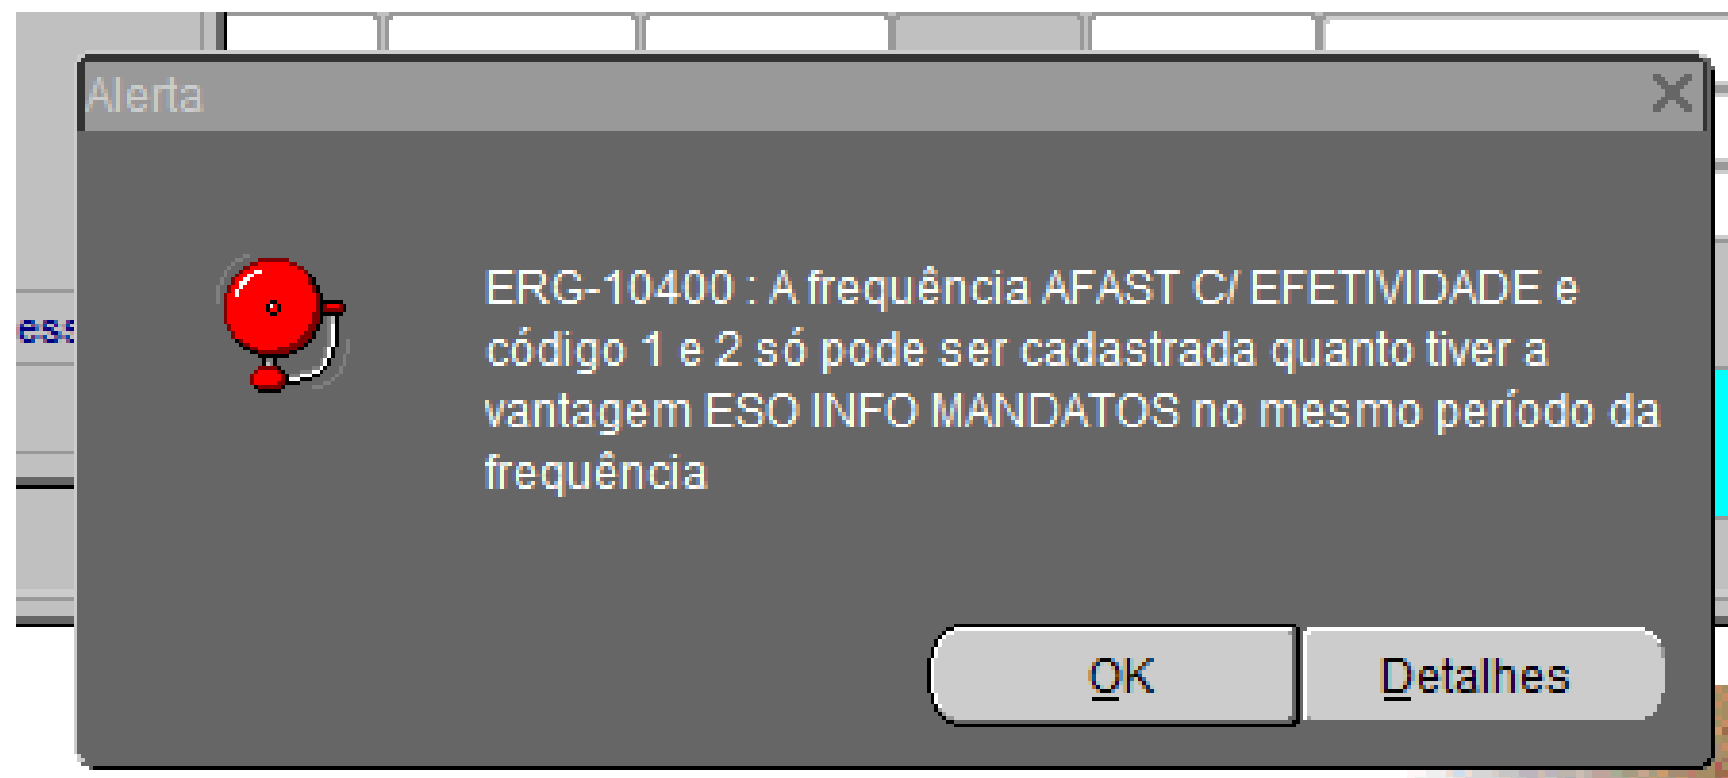 Alerta
ERG-10400 : A frequência AFAST C/ EFETIVIDADE e
código 1 e 2 só pode ser cadastrada quanto tiver a
vantagem ESO INFO MANDATOS no mesmo período da
frequência
OK
Detalhes